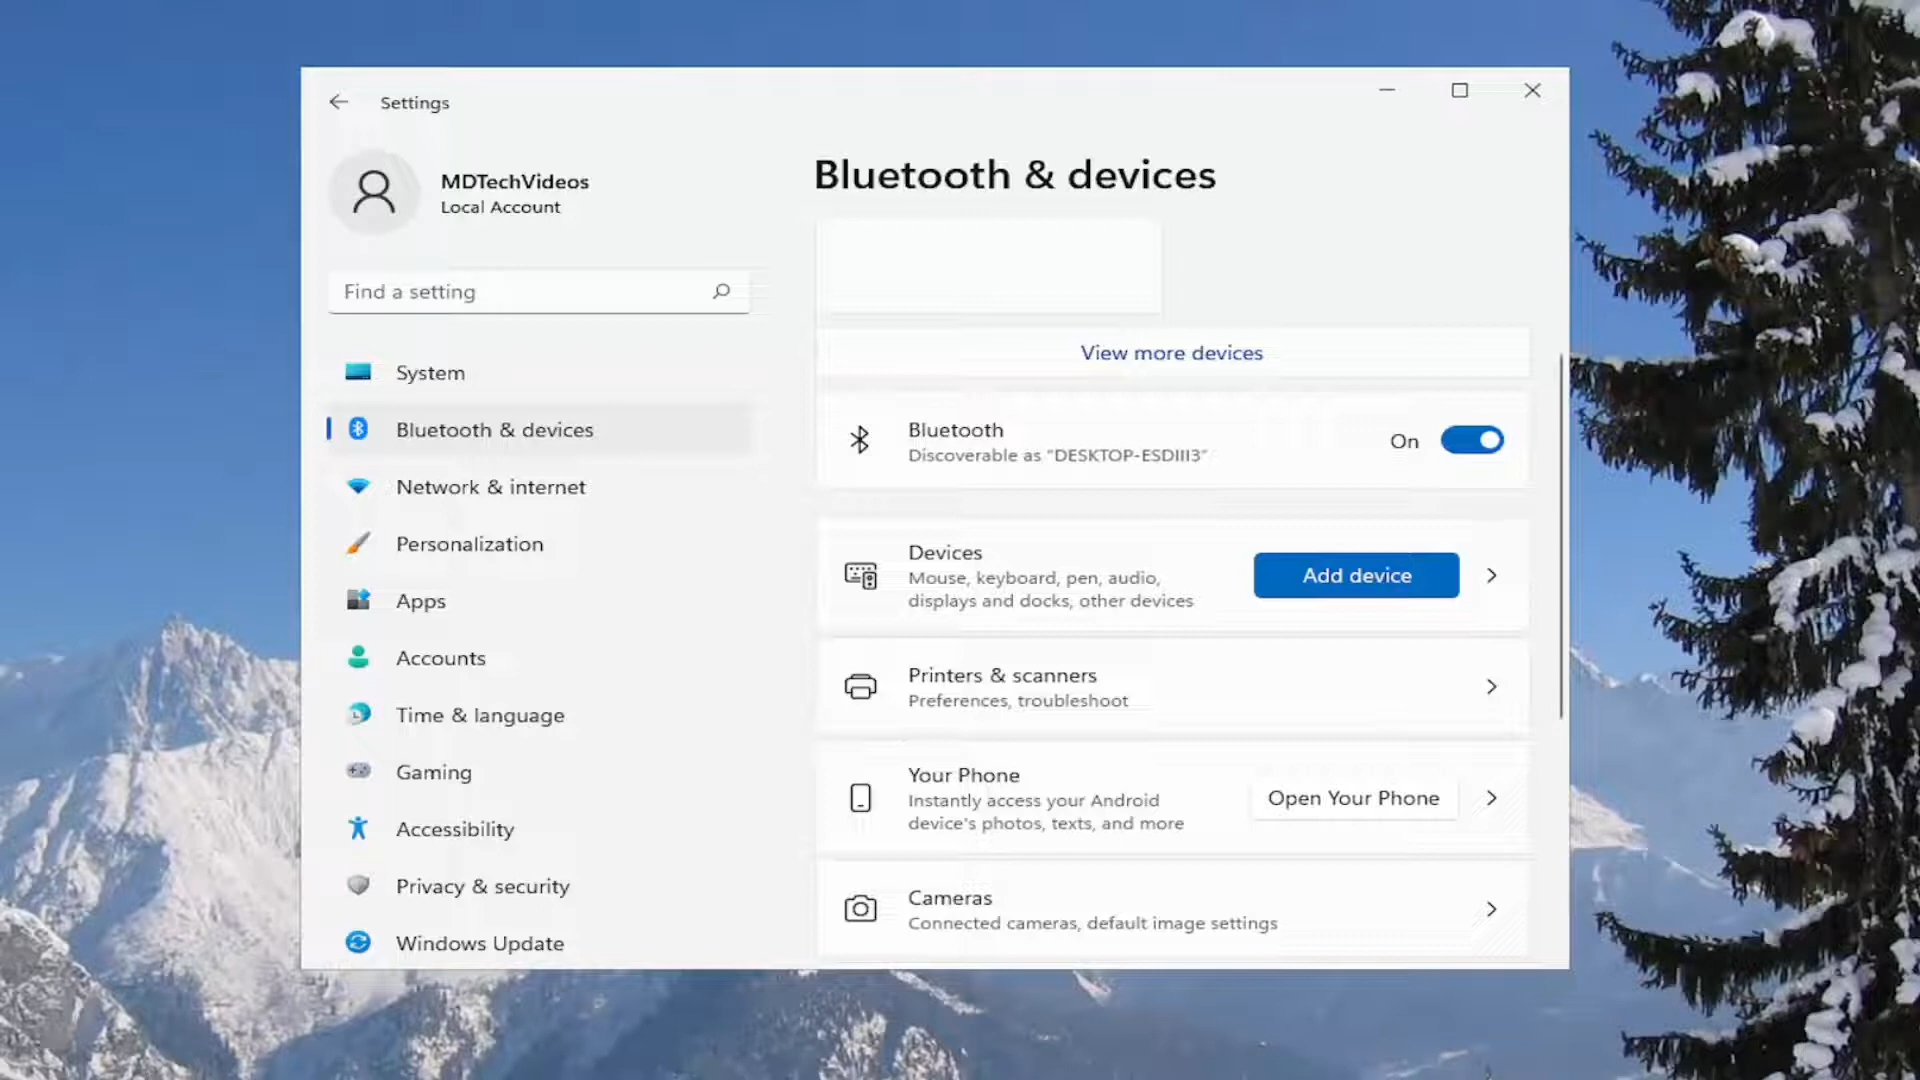 Settings
MDTechVideos
Local Account
Find a setting
System
Bluetooth & devices
Network & internet
Personalization
Apps
Accounts
Time & language
Gaming
Accessibility
Privacy & security
Windows Update
Bluetooth & devices
View more devices
Bluetooth
Discoverable as "DESKTOP-ESDIII3"
On
Devices
Mouse, keyboard, pen, audio,
displays and docks, other devices
Add device
Printers & scanners
Preferences, troubleshoot
Your Phone
Instantly access your Android
device's photos, texts, and more
Open Your Phone
Cameras
Connected cameras, default image settings